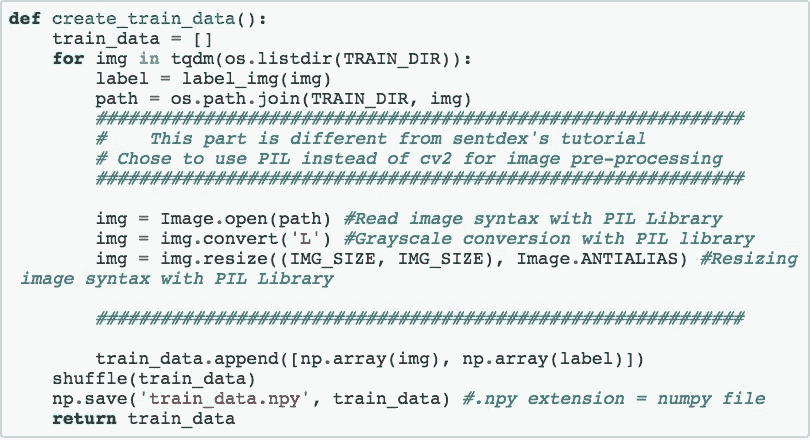 def create_train_data():
    train_data = []
    for img in tqdm(os.listdir(TRAIN_DIR)):
        label = label_img(img)
        path = os.path.join(TRAIN_DIR, img)
        ############################################################
        #    This part is different from sentdex's tutorial
        # Chose to use PIL instead of cv2 for image pre-processing
        ############################################################
        img = Image.open(path) #Read image syntax with PIL Library
        img = img.convert('L') #Grayscale conversion with PIL library
        img = img.resize((IMG_SIZE, IMG_SIZE), Image.ANTIALIAS) #Resizing
 image syntax with PIL Library
        ############################################################
        train_data.append([np.array(img), np.array(label)])
    shuffle(train_data)
    np.save('train_data.npy', train_data) #.npy extension = numpy file
    return train_data